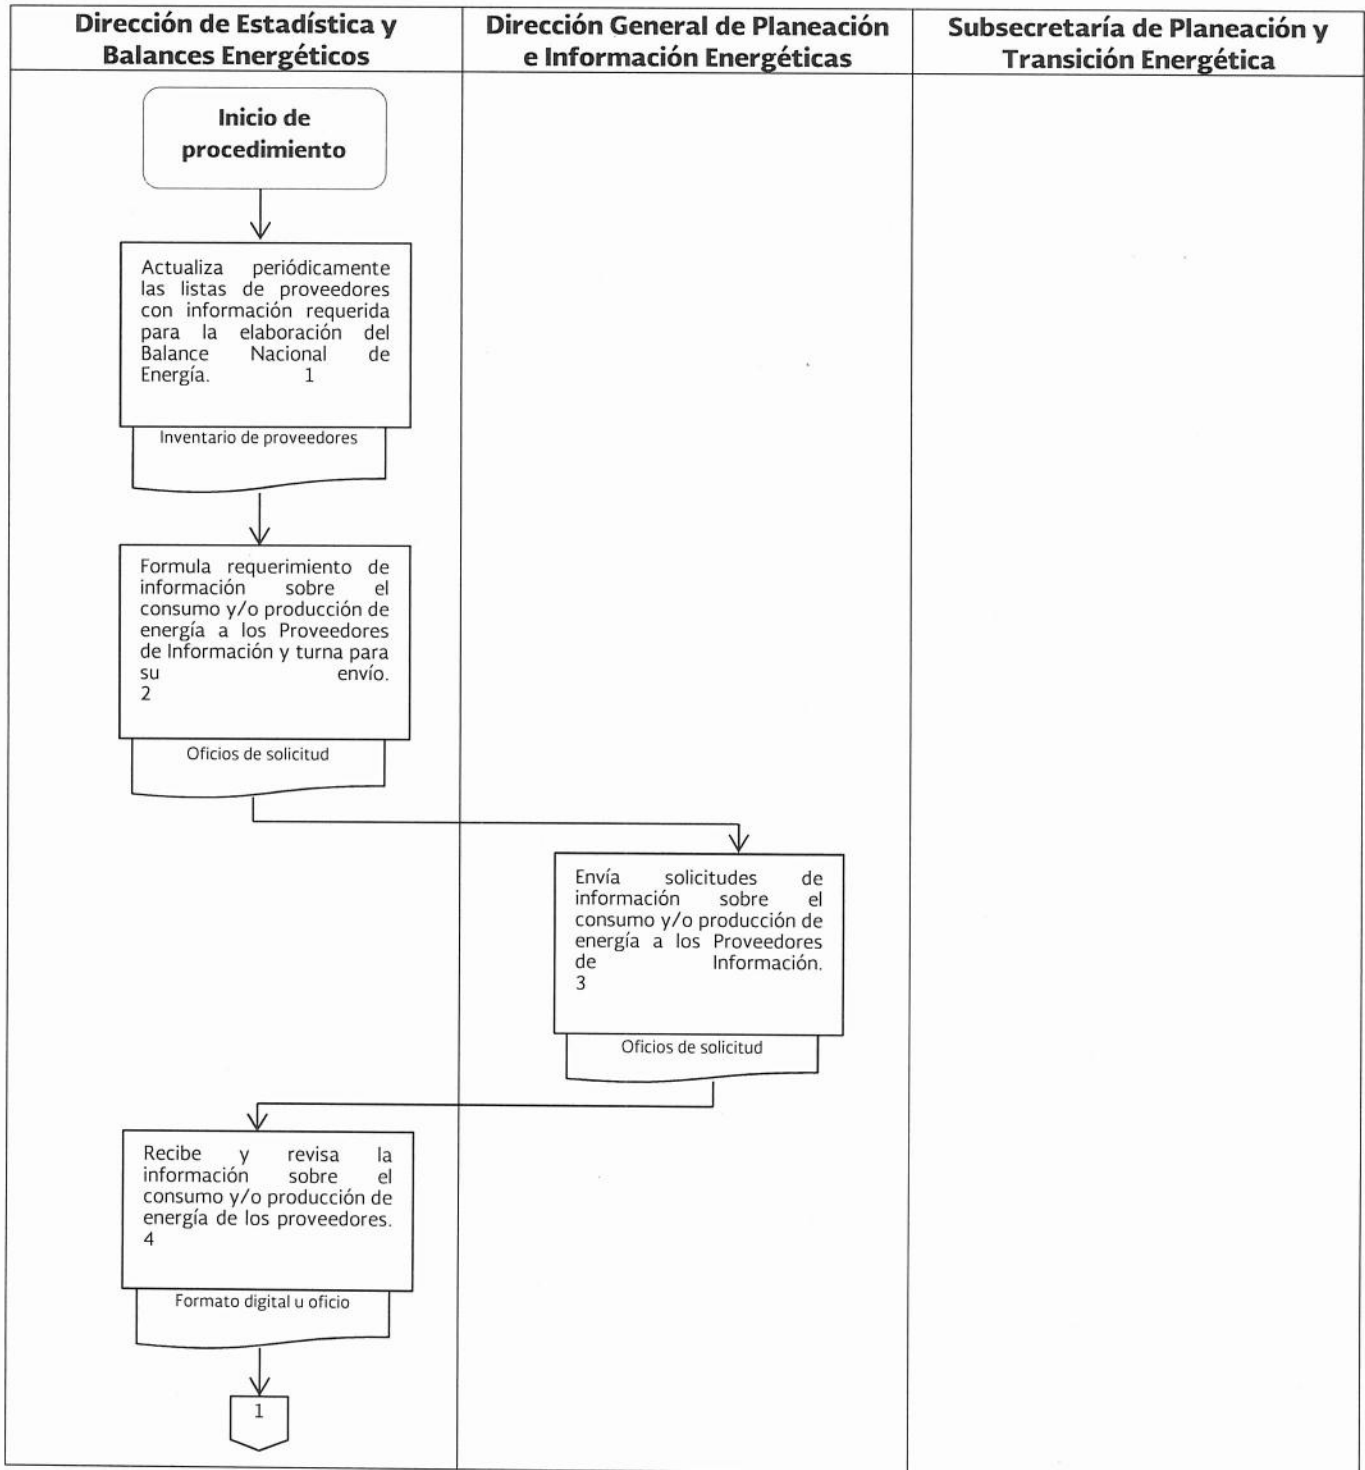 Dirección de Estadística y
Balances Energéticos
Dirección General de Planeación
e Información Energéticas
Subsecretaría de Planeación y
Transición Energética
Inicio de
procedimiento
Actualiza periódicamente
las listas de proveedores
con información requerida
para la elaboración del
Balance Nacional de
Energía. 1
Inventario de proveedores
Formula requerimiento de
información sobre el
consumo y/o producción de
energía a los Proveedores
de Información y turna para
su envío.
2
Oficios de solicitud
Envía solicitudes de
información sobre el
consumo y/o producción de
energía a los Proveedores
de Información.
3
Oficios de solicitud
Recibe y revisa la
información sobre el
consumo y/o producción de
energía de los proveedores.
4
Formato digital u oficio
1